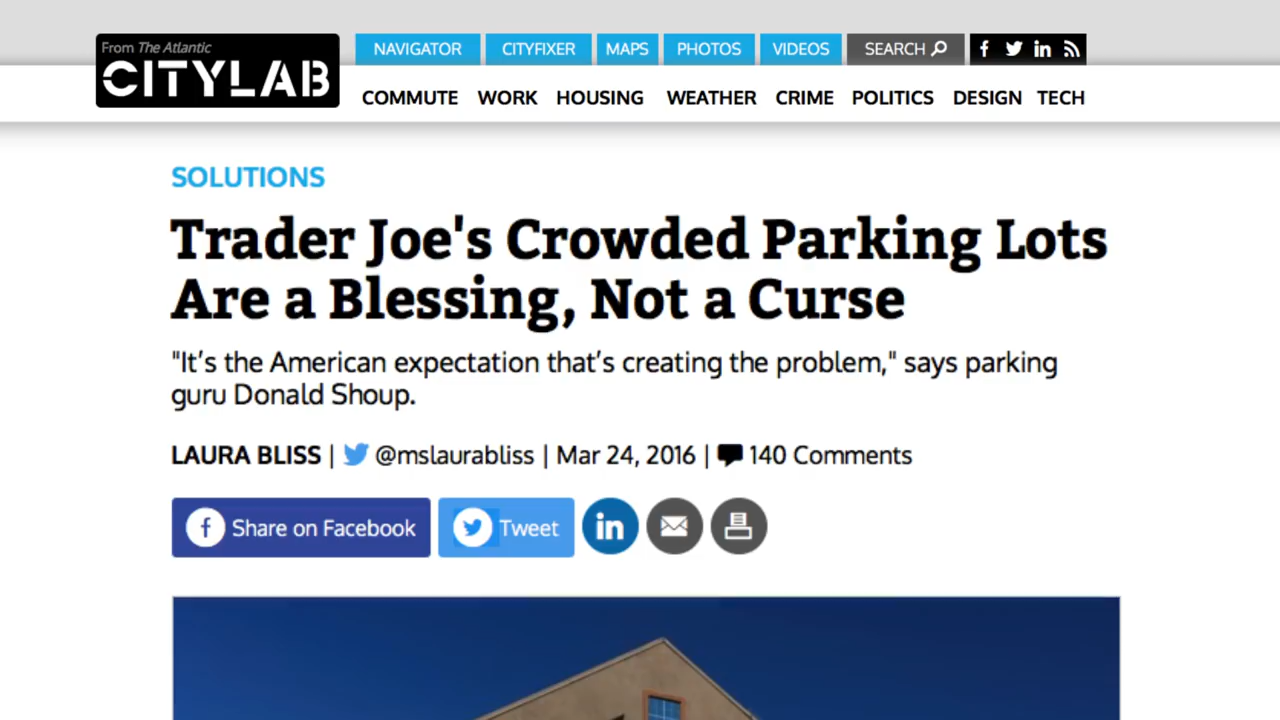 From The Atlantic
CITYLAB
NAVIGATOR CITYFIXER MAPS PHOTOS VIDEOS SEARCH
COMMUTE WORK HOUSING WEATHER CRIME POLITICS DESIGN TECH
SOLUTIONS
Trader Joe's Crowded Parking Lots
Are a Blessing, Not a Curse
"It’s the American expectation that’s creating the problem," says parking
guru Donald Shoup.
LAURA BLISS | @mslaurabliss | Mar 24, 2016 | 140 Comments
Share on Facebook Tweet